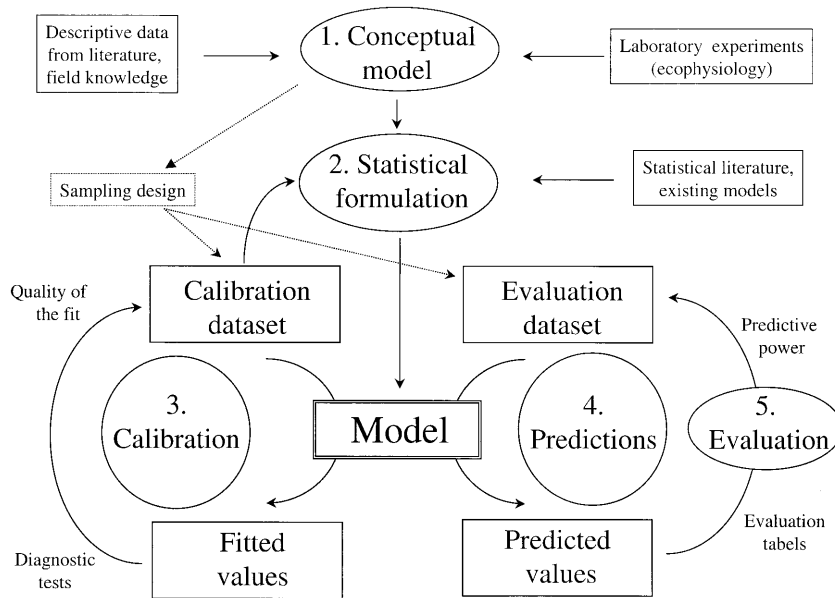 Descriptive data
from literature,
field knowledge
1. Conceptual
model
Laboratory experiments
(ecophysiology)
Sampling design
2. Statistical
formulation
Statistical literature,
existing models
Quality of
the fit
Calibration
dataset
Evaluation
dataset
Predictive
power
3.
Calibration
Model
4.
Predictions
5.
Evaluation
Diagnostic
tests
Fitted
values
Predicted
values
Evaluation
tabels